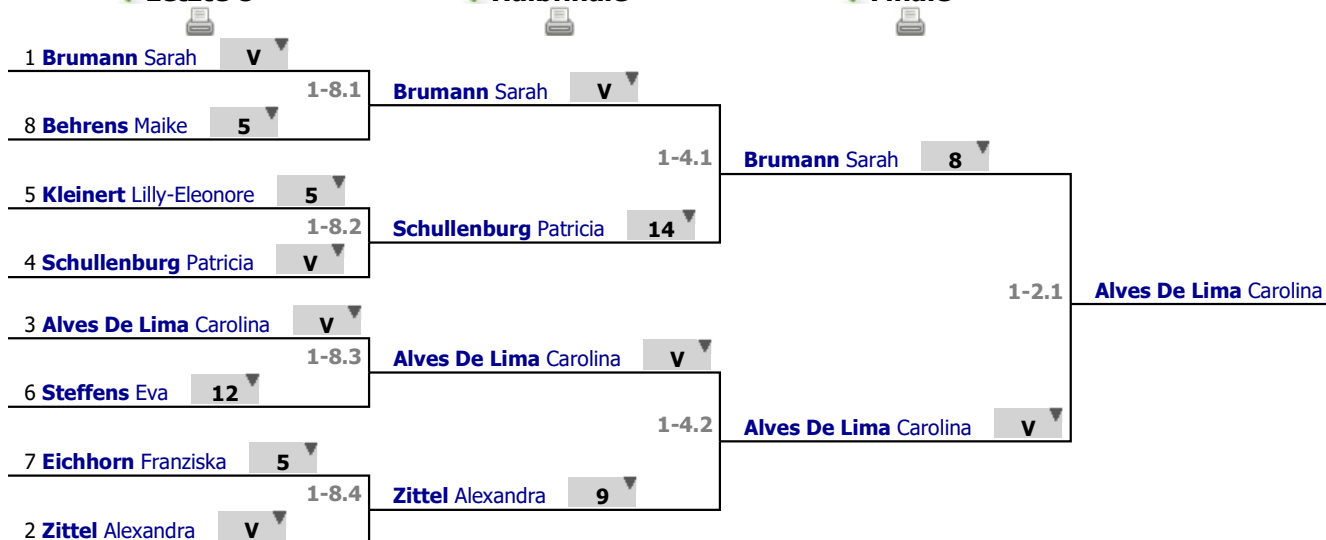 1 Brumann Sarah V
1-8.1
8 Behrens Maike 5
5 Kleinert Lilly-Eleonore 5
1-8.2
4 Schullenburg Patricia V
3 Alves De Lima Carolina V
1-8.3
6 Steffens Eva 12
7 Eichhorn Franziska 5
1-8.4
2 Zittel Alexandra V
Brumann Sarah V
1-4.1
Schullenburg Patricia 14
Alves De Lima Carolina V
1-4.2
Zittel Alexandra 9
Brumann Sarah 8
1-2.1
Alves De Lima Carolina V
Alves De Lima Carolina